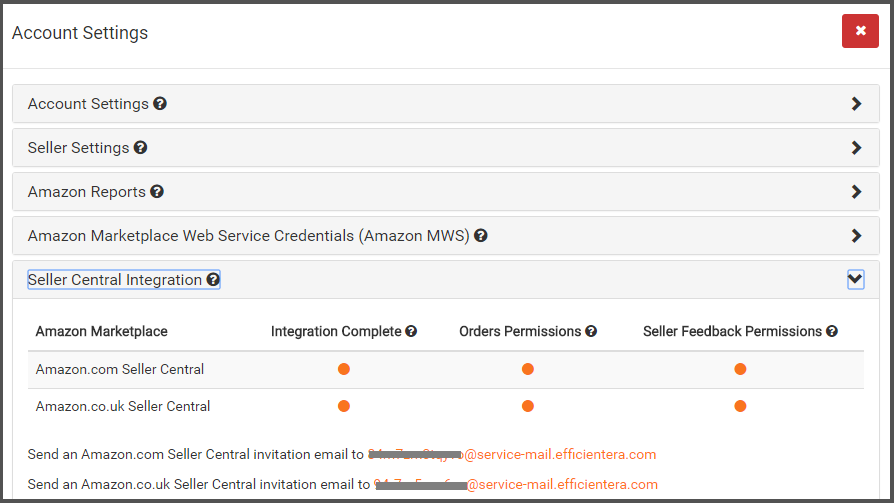 Account Settings
Account Settings
Seller Settings
Amazon Reports
Amazon Marketplace Web Service Credentials (Amazon MWS)
Seller Central Integration
Amazon Marketplace Integration Complete Orders Permissions Seller Feedback Permissions
Amazon.com Seller Central
Amazon.co.uk Seller Central
Send an Amazon.com Seller Central invitation email to @service-mail.efficientera.com
Send an Amazon.co.uk Seller Central invitation email to @service-mail.efficientera.com